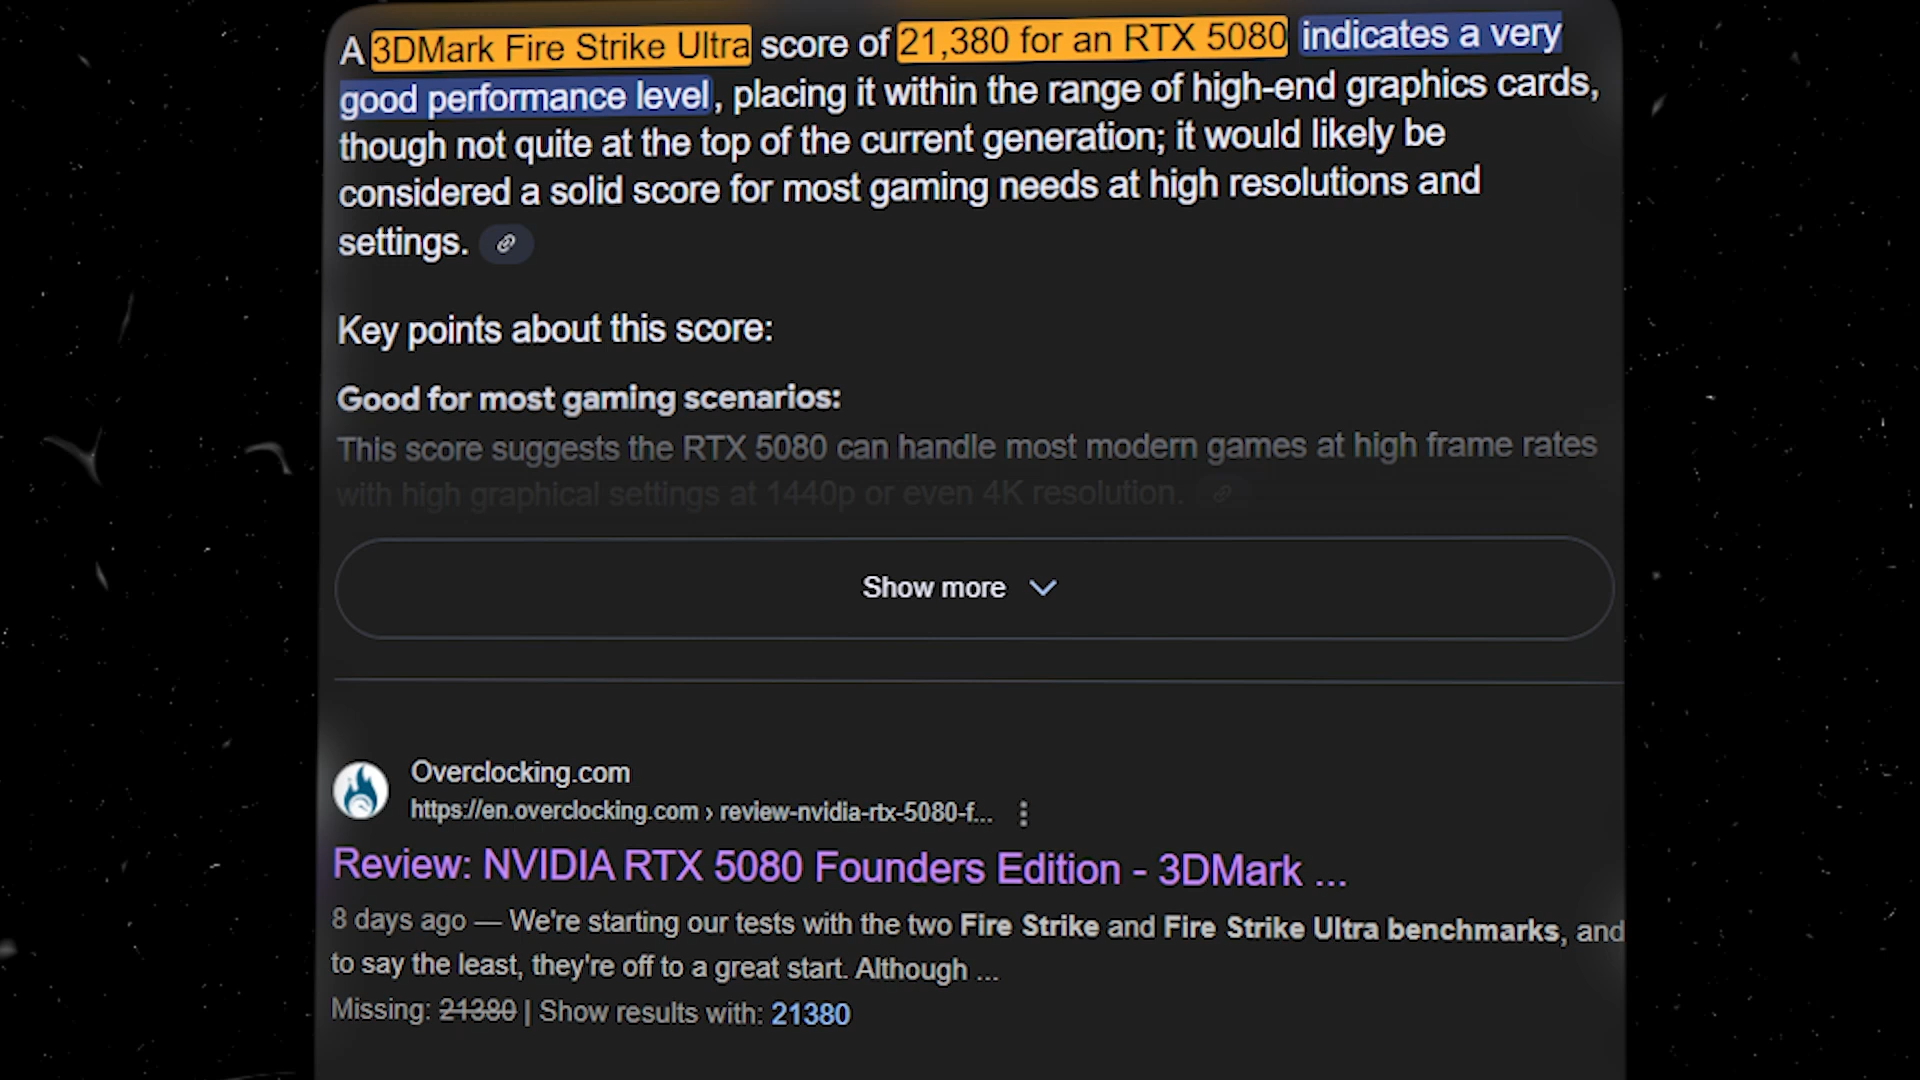 A 3DMark Fire Strike Ultra score of 21,380 for an RTX 5080 indicates a very
good performance level, placing it within the range of high-end graphics cards,
though not quite at the top of the current generation; it would likely be
considered a solid score for most gaming needs at high resolutions and
settings.
Key points about this score:
Good for most gaming scenarios:
This score suggests the RTX 5080 can handle most modern games at high frame rates
with high graphical settings at 1440p or even 4K resolution.
Show more
Overclocking.com
https://en.overclocking.com › review-nvidia-rtx-5080-f...
Review: NVIDIA RTX 5080 Founders Edition - 3DMark ...
8 days ago — We're starting our tests with the two Fire Strike and Fire Strike Ultra benchmarks, and
to say the least, they're off to a great start. Although ...
Missing: 21380 | Show results with: 21380